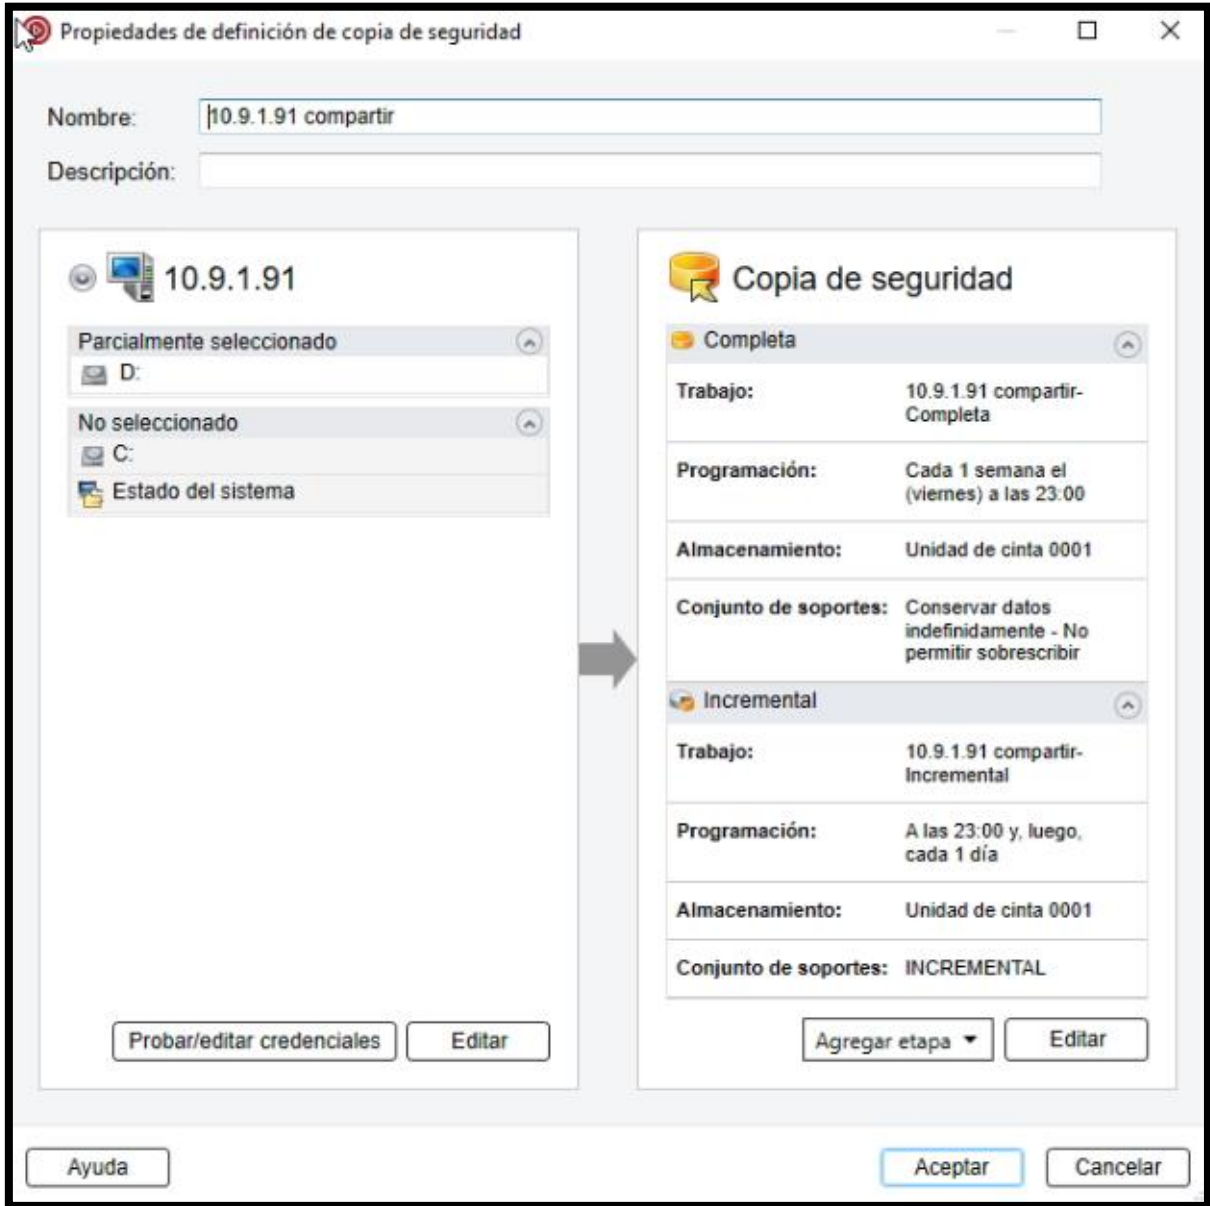 Propiedades de definición de copia de seguridad
Nombre:
10.9.1.91 compartir
Descripción:
10.9.1.91
Parcialmente seleccionado
D:
No seleccionado
C:
Estado del sistema
Probar/editar credenciales
Editar
Copia de seguridad
Completa
Trabajo:
10.9.1.91 compartir-
Completa
Programación:
Cada 1 semana el
(viernes) a las 23:00
Almacenamiento:
Unidad de cinta 0001
Conjunto de soportes:
Conservar datos
indefinidamente - No
permitir sobrescribir
Incremental
Trabajo:
10.9.1.91 compartir-
Incremental
Programación:
A las 23:00 y, luego,
cada 1 día
Almacenamiento:
Unidad de cinta 0001
Conjunto de soportes:
INCREMENTAL
Agregar etapa
Editar
Ayuda
Aceptar
Cancelar